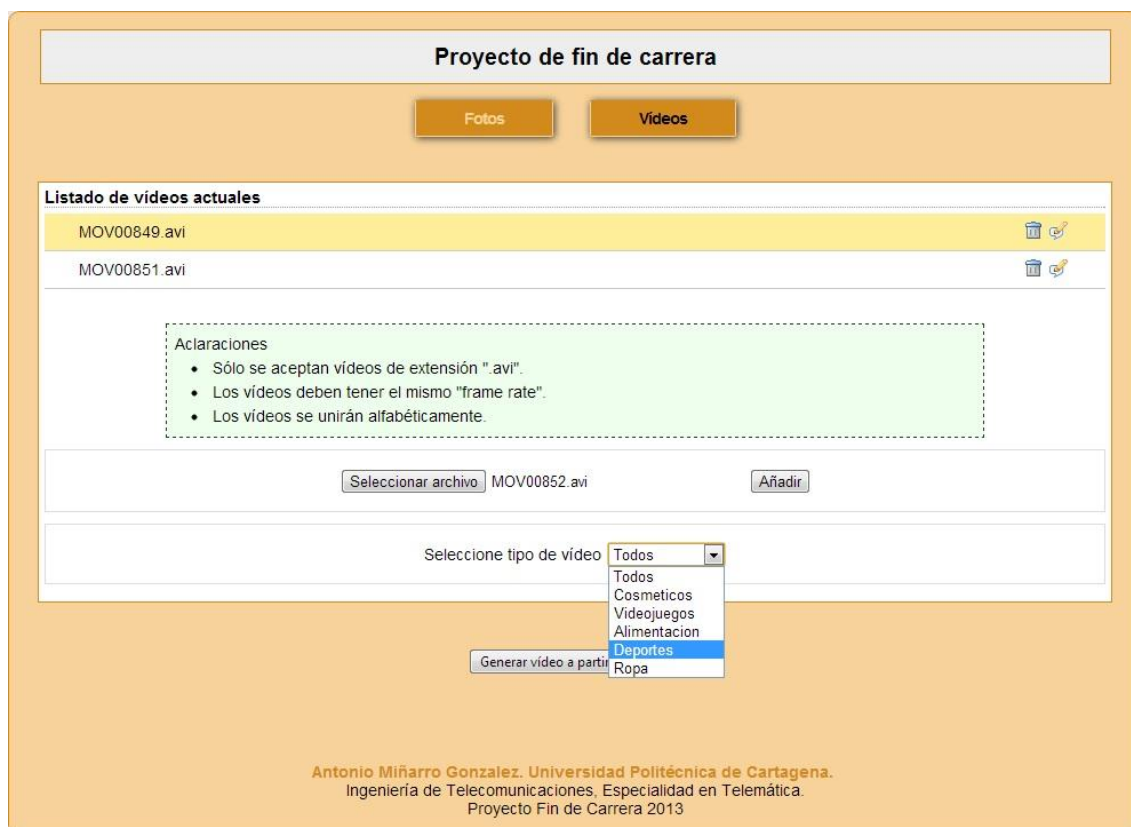 Proyecto de fin de carrera
Fotos Vídeos
Listado de vídeos actuales
MOV00849.avi
MOV00851.avi
Aclaraciones
• Sólo se aceptan vídeos de extensión ".avi".
• Los vídeos deben tener el mismo "frame rate".
• Los vídeos se unirán alfabéticamente.
Seleccionar archivo MOV00852.avi Añadir
Seleccione tipo de vídeo Todos
Todos
Cosmeticos
Videojuegos
Alimentacion
Deportes
Ropa
Generar vídeo a partir
Antonio Miñarro Gonzalez. Universidad Politécnica de Cartagena.
Ingeniería de Telecomunicaciones, Especialidad en Telemática.
Proyecto Fin de Carrera 2013